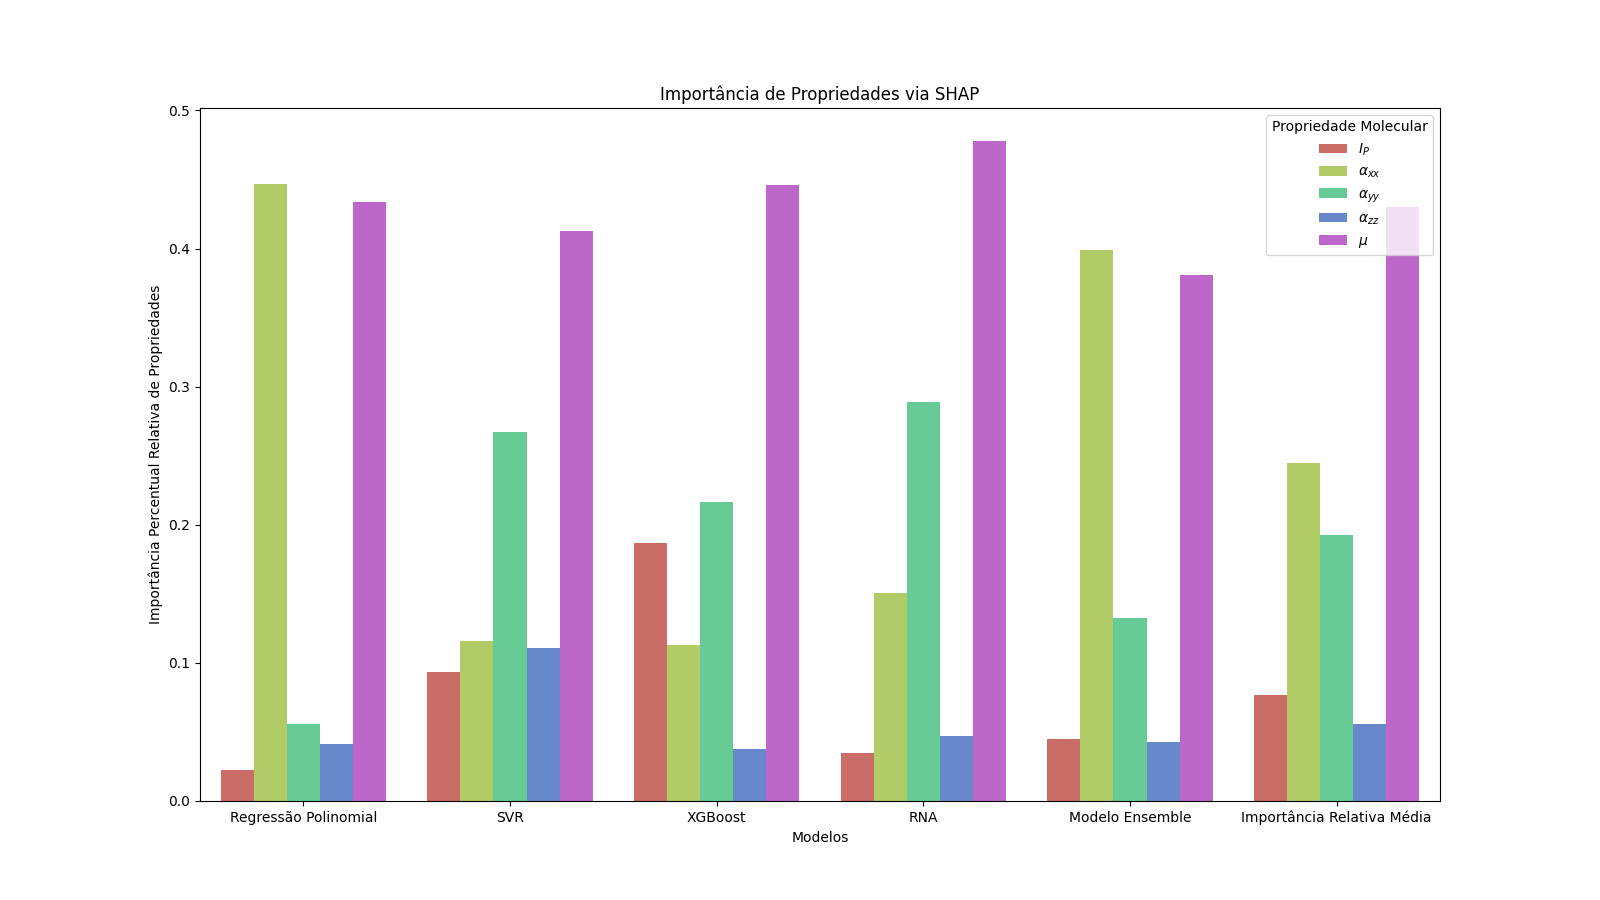 Importância de Propriedades via SHAP
Importância Percentual Relativa de Propriedades
0.5
0.4
0.3
0.2
0.1
0.0
Propriedade Molecular
I_P
α_xx
α_yy
α_zz
μ
Regressão Polinomial
SVR
XGBoost
RNA
Modelo Ensemble
Importância Relativa Média
Modelos